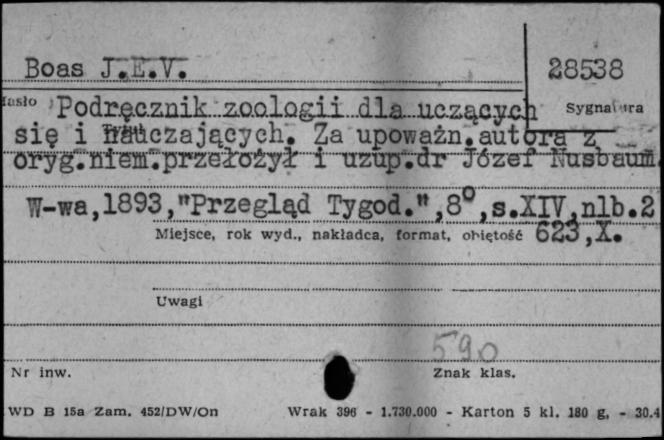 Boas J.E.V.
28538
Hasło Podręcznik zoologii dla uczących Sygnatura
się i nauczających. Za upoważn.autora z
oryg.niem.przełożył i uzup.dr Józef Nusbaum.
W-wa,1893,"Przegląd Tygod.",8°,s.XIV,nlb.2
Miejsce, rok wyd., nakładca, format, objętość 623,X.
Uwagi
590
Nr inw. Znak klas.
WD B 15a Zam. 452/DW/On Wrak 396 - 1.730.000 - Karton 5 kl. 180 g, - 30.4